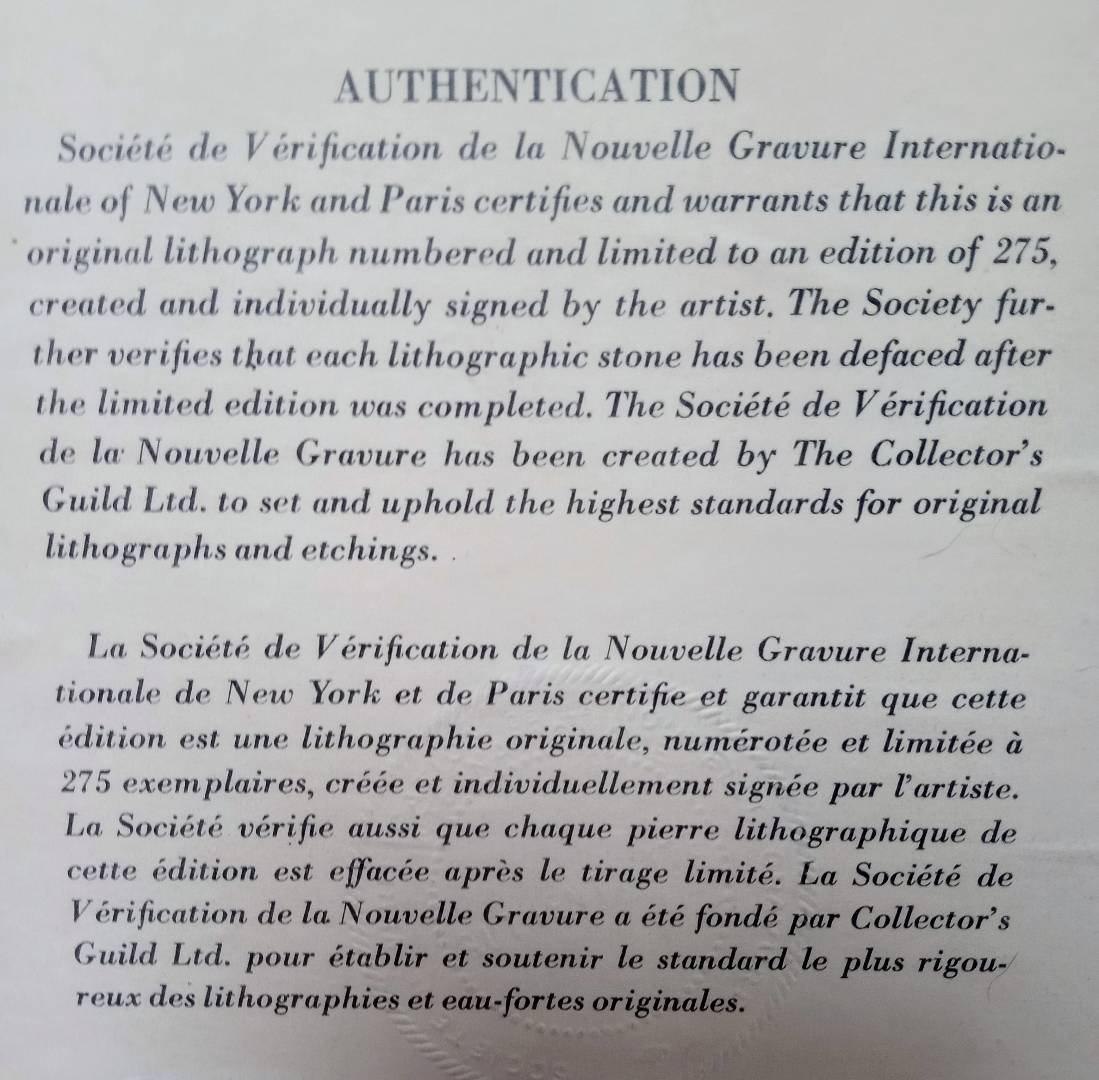 AUTHENTICATION
Société de Vérification de la Nouvelle Gravure Internatio-
nale of New York and Paris certifies and warrants that this is an
original lithograph numbered and limited to an edition of 275,
created and individually signed by the artist. The Society fur-
ther verifies that each lithographic stone has been defaced after
the limited edition was completed. The Société de Vérification
de la Nouvelle Gravure has been created by The Collector's
Guild Ltd. to set and uphold the highest standards for original
lithographs and etchings.
La Société de Vérification de la Nouvelle Gravure Interna-
tionale de New York et de Paris certifie et garantit que cette
édition est une lithographie originale, numérotée et limitée à
275 exemplaires, créée et individuellement signée par l'artiste.
La Société vérifie aussi que chaque pierre lithographique de
cette édition est effacée après le tirage limité. La Société de
Vérification de la Nouvelle Gravure a été fondé par Collector's
Guild Ltd. pour établir et soutenir le standard le plus rigou-
reux des lithographies et eau-fortes originales.